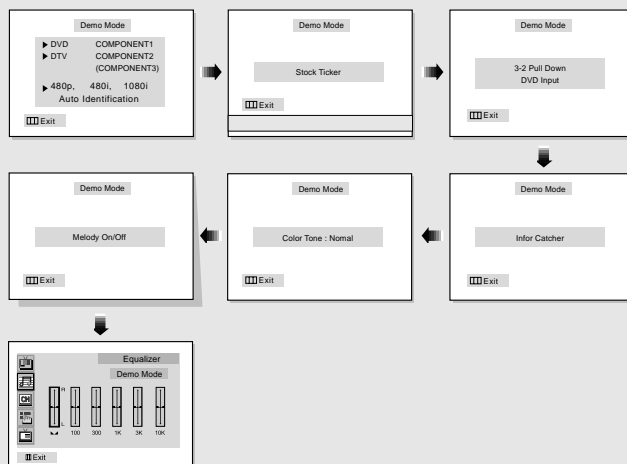 Demo Mode
▶ DVD COMPONENT1
▶ DTV COMPONENT2
(COMPONENT3)
▶ 480p, 480i, 1080i
Auto Identification
Exit
Demo Mode
Stock Ticker
Exit
Demo Mode
3-2 Pull Down
DVD Input
Exit
Demo Mode
Infor Catcher
Exit
Demo Mode
Color Tone : Nomal
Exit
Demo Mode
Melody On/Off
Exit
Equalizer
Demo Mode
CH
R
L
100 300 1K 3K 10K
Exit